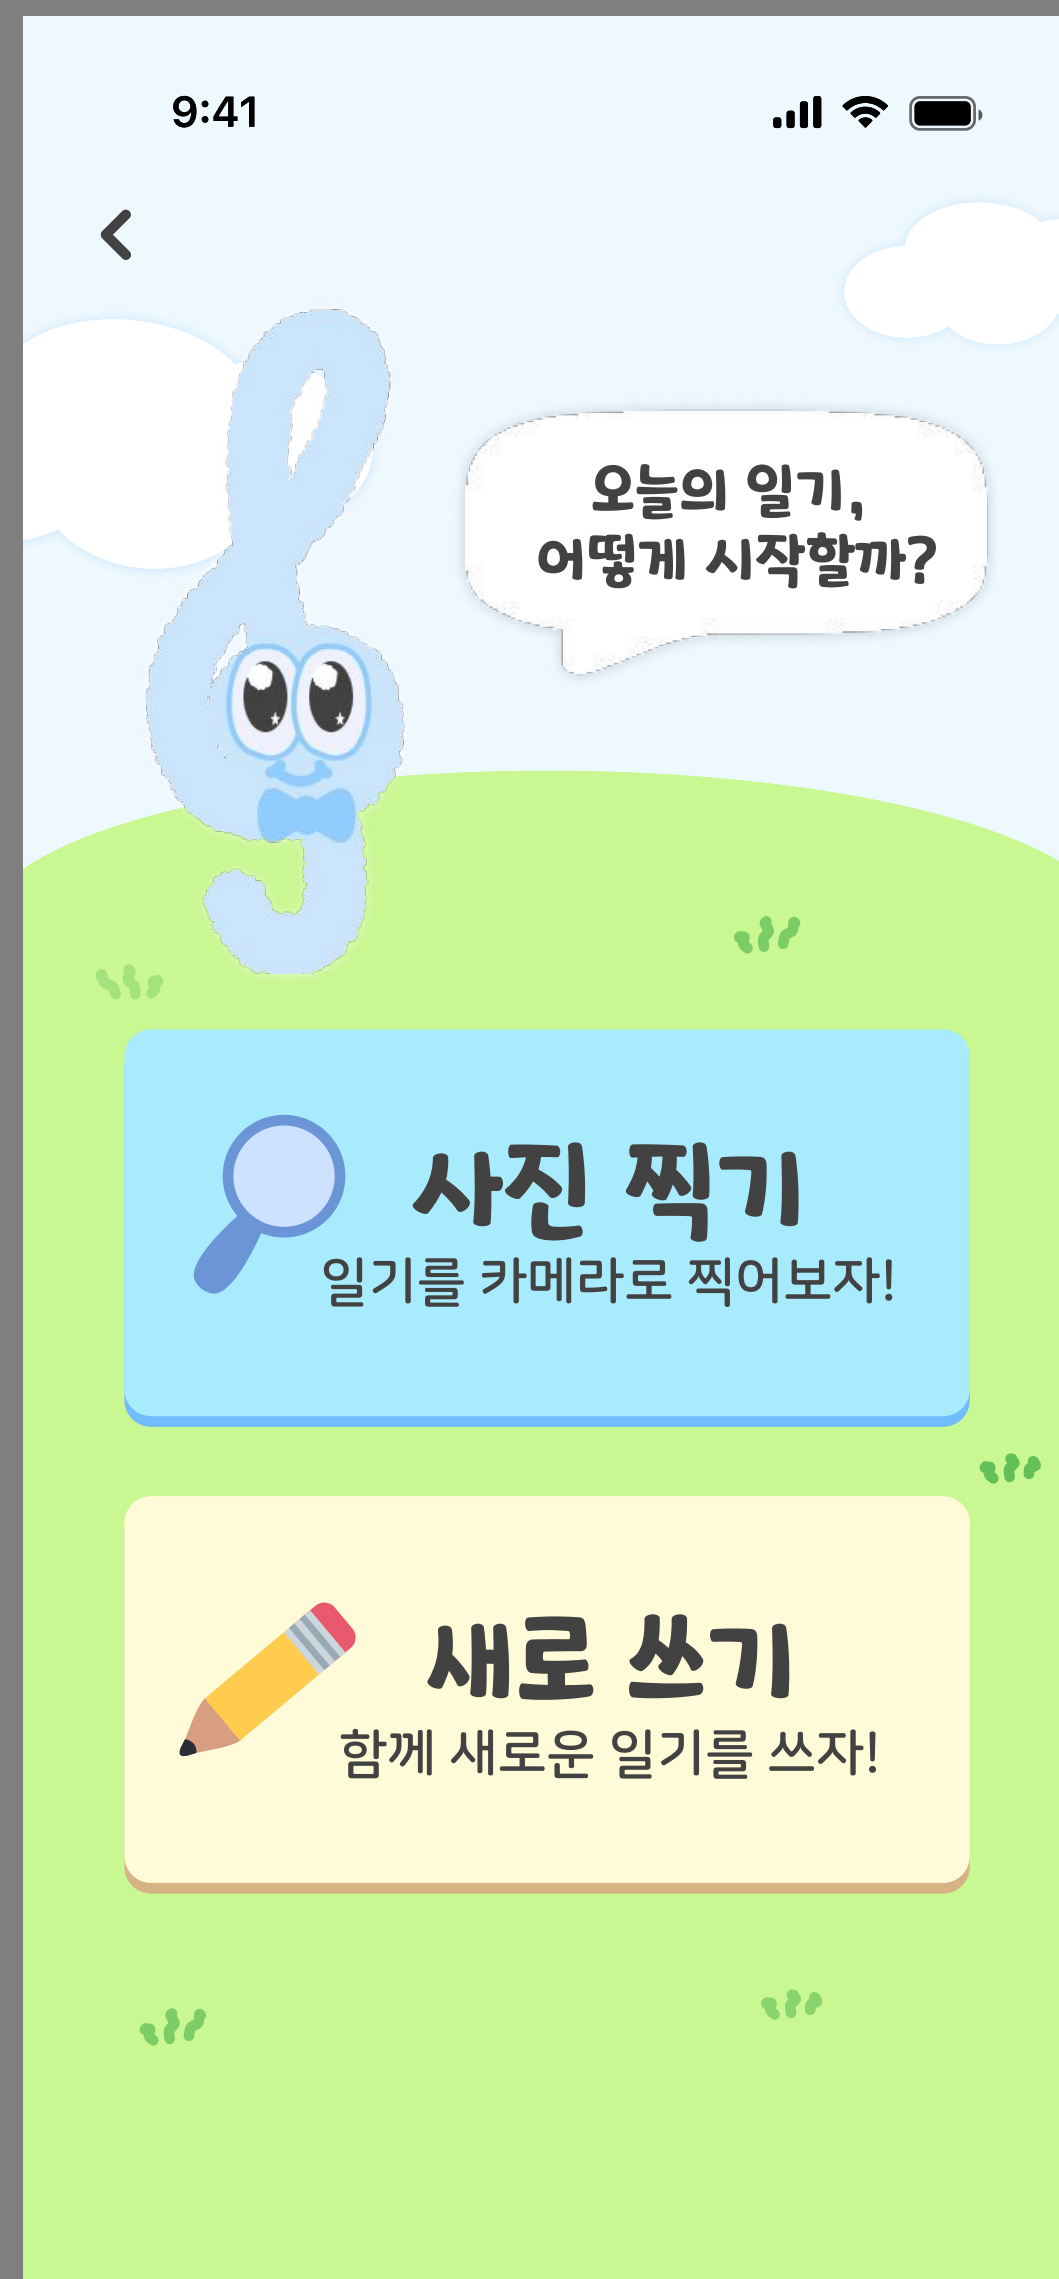 9:41
오늘의 일기,
어떻게 시작할까?
사진 찍기
일기를 카메라로 찍어보자!
새로 쓰기
함께 새로운 일기를 쓰자!